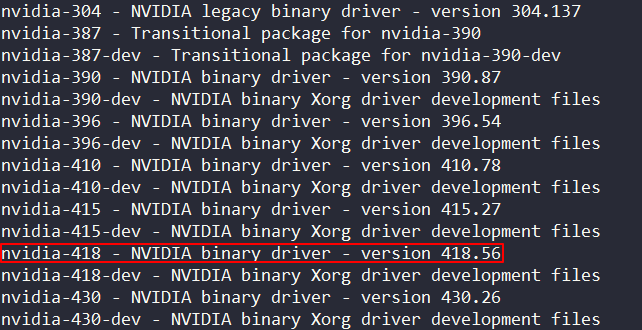 nvidia-304 - NVIDIA legacy binary driver - version 304.137
nvidia-387 - Transitional package for nvidia-390
nvidia-387-dev - Transitional package for nvidia-390-dev
nvidia-390 - NVIDIA binary driver - version 390.87
nvidia-390-dev - NVIDIA binary Xorg driver development files
nvidia-396 - NVIDIA binary driver - version 396.54
nvidia-396-dev - NVIDIA binary Xorg driver development files
nvidia-410 - NVIDIA binary driver - version 410.78
nvidia-410-dev - NVIDIA binary Xorg driver development files
nvidia-415 - NVIDIA binary driver - version 415.27
nvidia-415-dev - NVIDIA binary Xorg driver development files
nvidia-418 - NVIDIA binary driver - version 418.56
nvidia-418-dev - NVIDIA binary Xorg driver development files
nvidia-430 - NVIDIA binary driver - version 430.26
nvidia-430-dev - NVIDIA binary Xorg driver development files